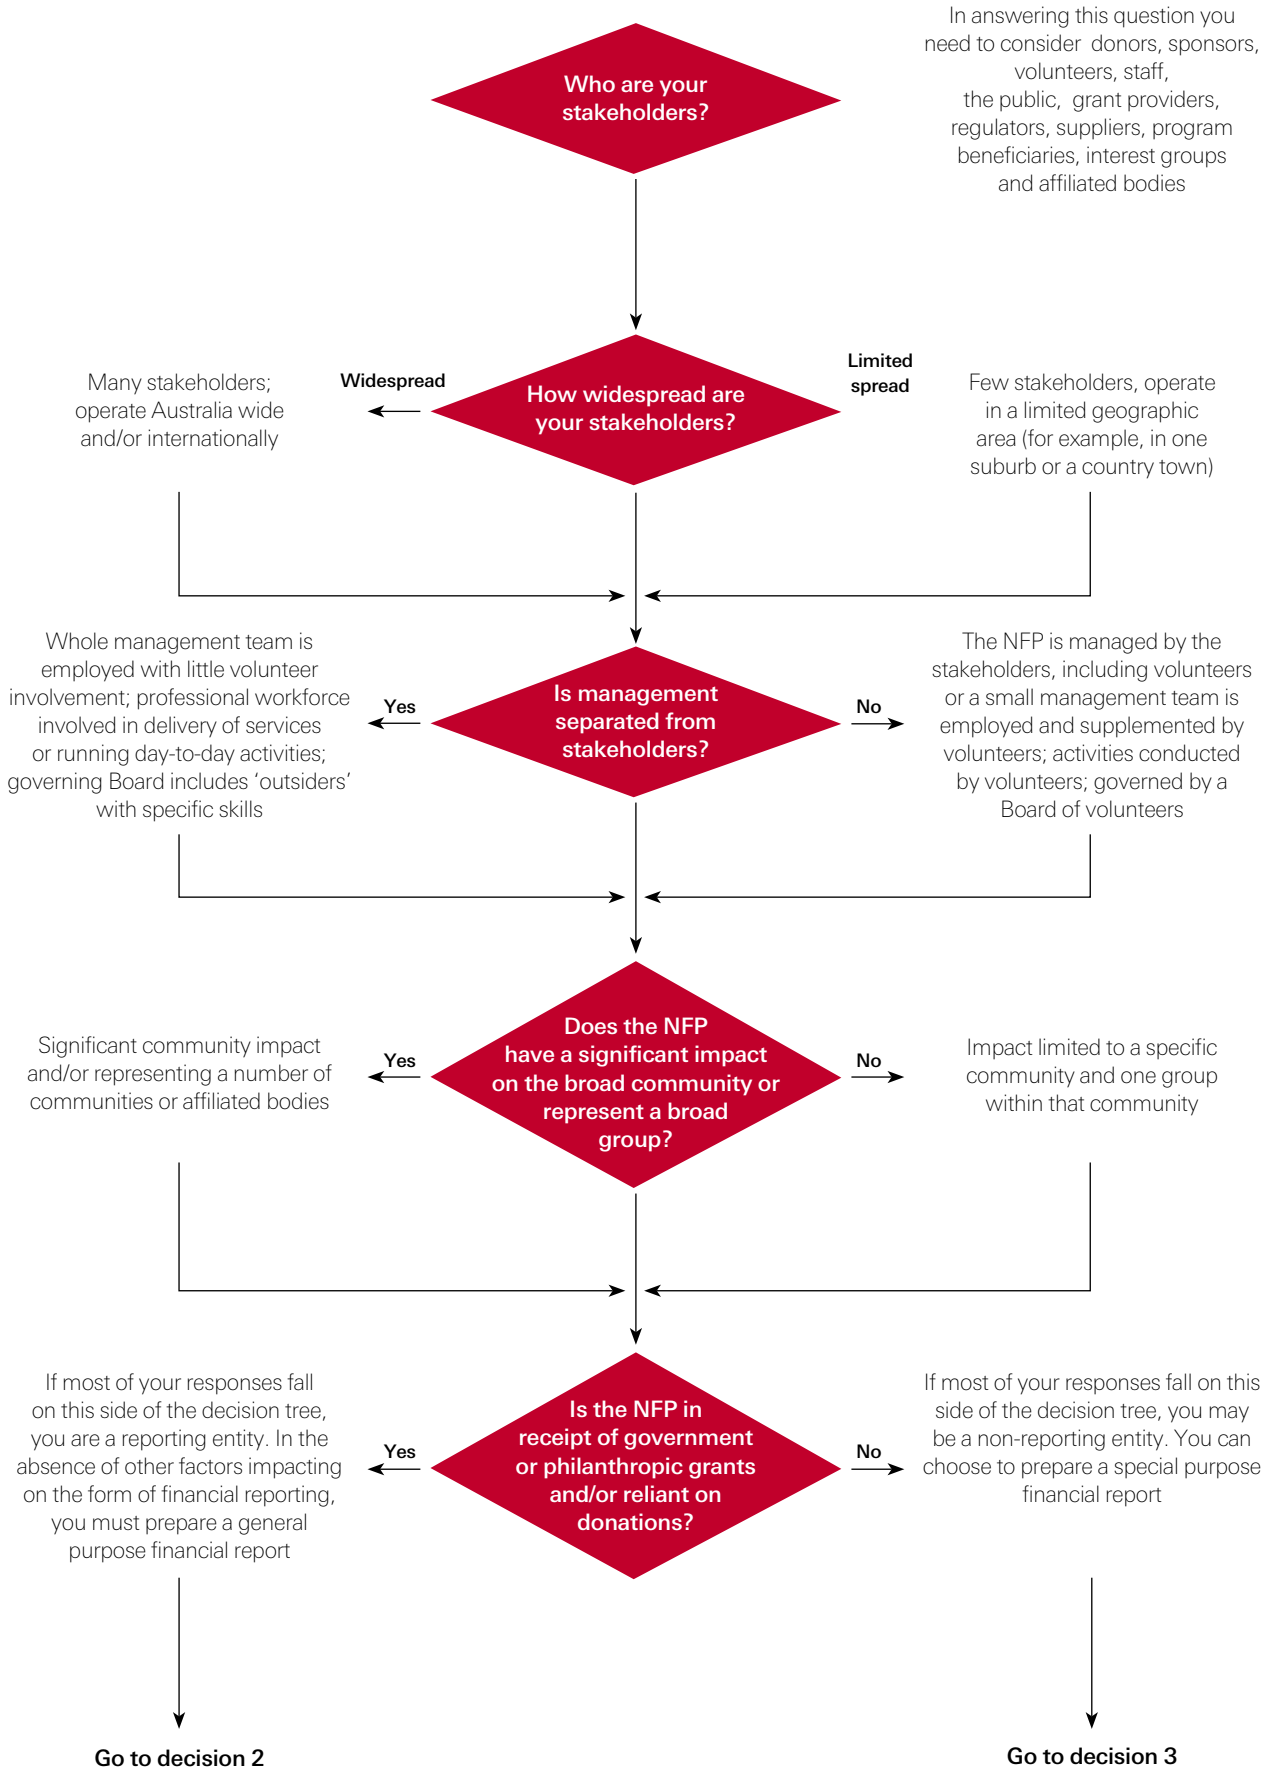 Who are your
stakeholders?
In answering this question you
need to consider donors, sponsors,
volunteers, staff,
the public, grant providers,
regulators, suppliers, program
beneficiaries, interest groups
and affiliated bodies
Many stakeholders;
operate Australia wide
and/or internationally
Widespread
How widespread are
your stakeholders?
Limited
spread
Few stakeholders, operate
in a limited geographic
area (for example, in one
suburb or a country town)
Whole management team is
employed with little volunteer
involvement; professional workforce
involved in delivery of services
or running day-to-day activities;
governing Board includes ‘outsiders’
with specific skills
Yes
Is management
separated from
stakeholders?
No
The NFP is managed by the
stakeholders, including volunteers
or a small management team is
employed and supplemented by
volunteers; activities conducted
by volunteers; governed by a
Board of volunteers
Significant community impact
and/or representing a number of
communities or affiliated bodies
Yes
Does the NFP
have a significant impact
on the broad community or
represent a broad
group?
No
Impact limited to a specific
community and one group
within that community
If most of your responses fall
on this side of the decision tree,
you are a reporting entity. In the
absence of other factors impacting
on the form of financial reporting,
you must prepare a general
purpose financial report
Yes
Is the NFP in
receipt of government
or philanthropic grants
and/or reliant on
donations?
No
If most of your responses fall on this
side of the decision tree, you may
be a non-reporting entity. You can
choose to prepare a special purpose
financial report
Go to decision 2
Go to decision 3